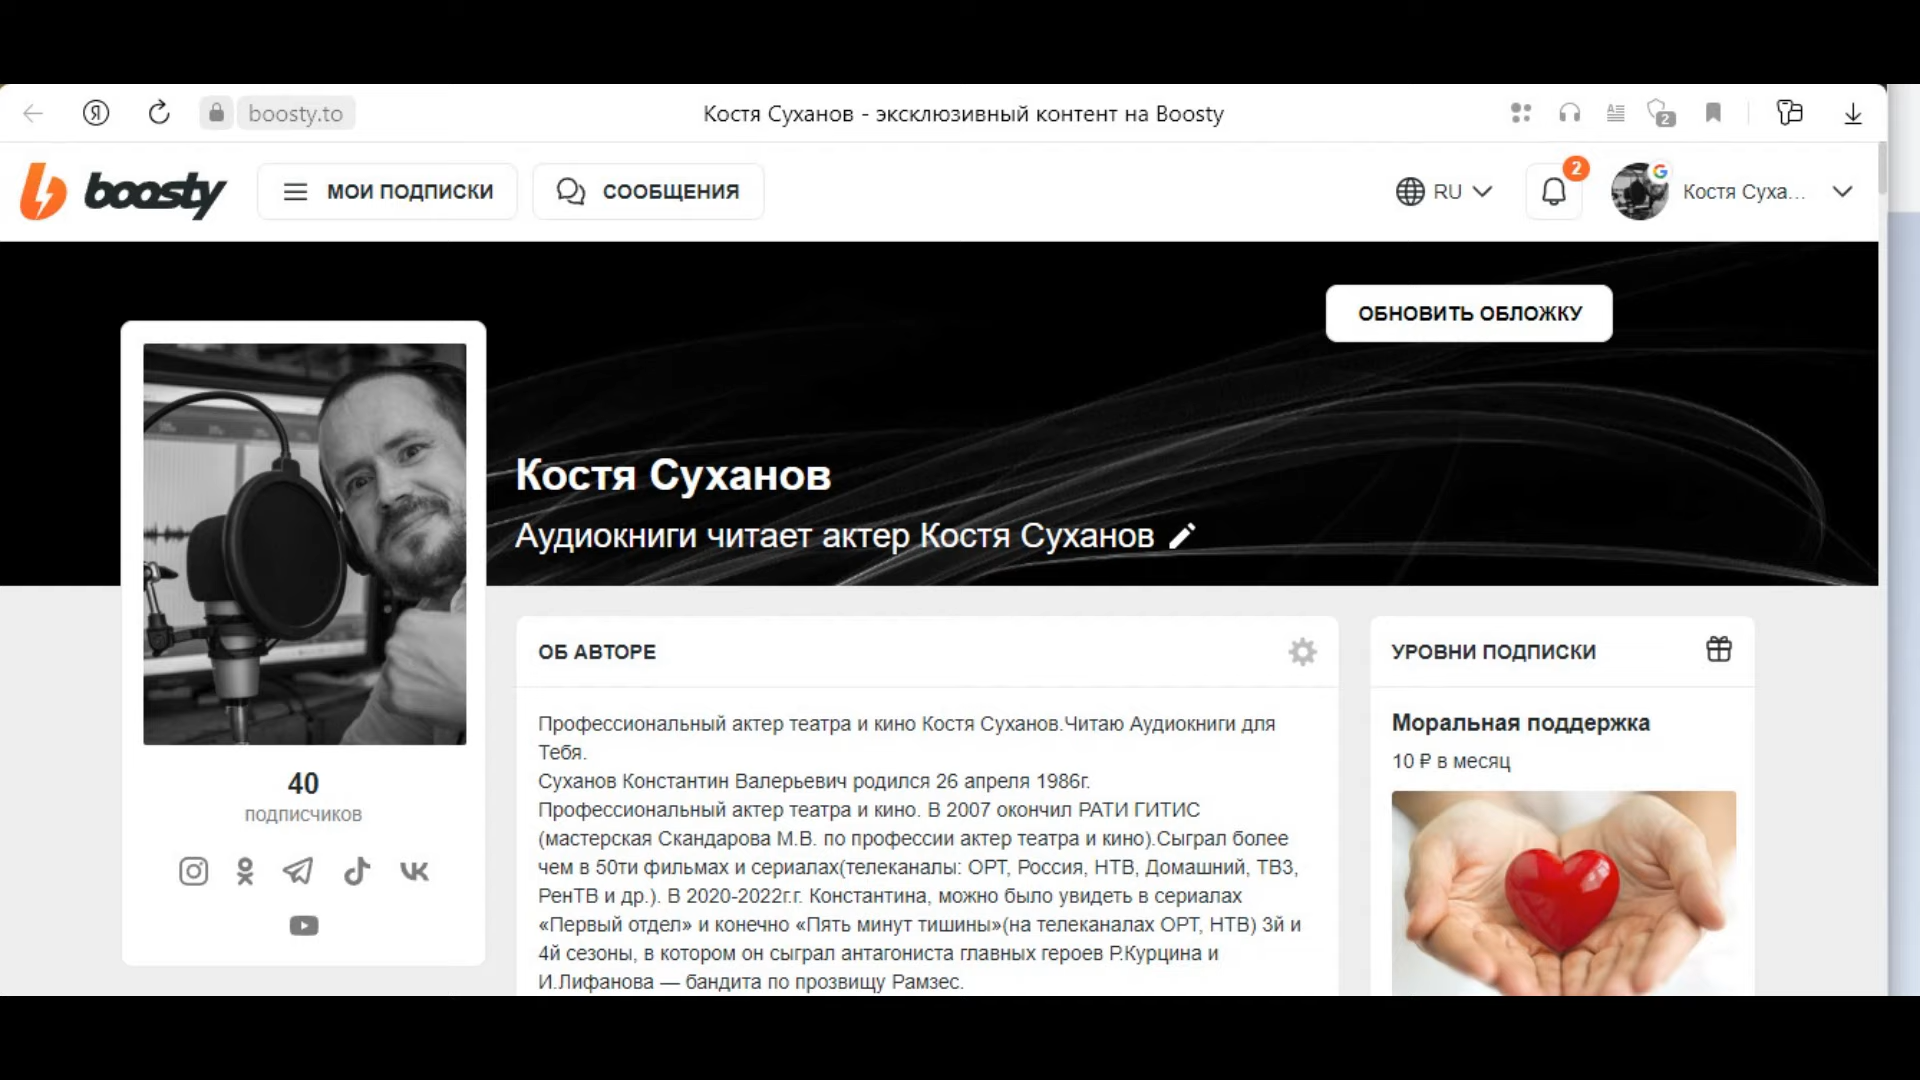 boosty.to
Костя Суханов - эксклюзивный контент на Boosty
2
boosty
МОИ ПОДПИСКИ
СООБЩЕНИЯ
RU
2
Костя Суха...
ОБНОВИТЬ ОБЛОЖКУ
Костя Суханов
Аудиокниги читает актер Костя Суханов
40
подписчиков
ОБ АВТОРЕ
Профессиональный актер театра и кино Костя Суханов.Читаю Аудиокниги для
Тебя.
Суханов Константин Валерьевич родился 26 апреля 1986г.
Профессиональный актер театра и кино. В 2007 окончил РАТИ ГИТИС
(мастерская Скандарова М.В. по профессии актер театра и кино).Сыграл более
чем в 50ти фильмах и сериалах(телеканалы: ОРТ, Россия, НТВ, Домашний, ТВ3,
РенТВ и др.). В 2020-2022г.г. Константина, можно было увидеть в сериалах
«Первый отдел» и конечно «Пять минут тишины»(на телеканалах ОРТ, НТВ) 3й и
4й сезоны, в котором он сыграл антагониста главных героев Р.Курцина и
И.Лифанова — бандита по прозвищу Рамзес.
УРОВНИ ПОДПИСКИ
Моральная поддержка
10 ₽ в месяц